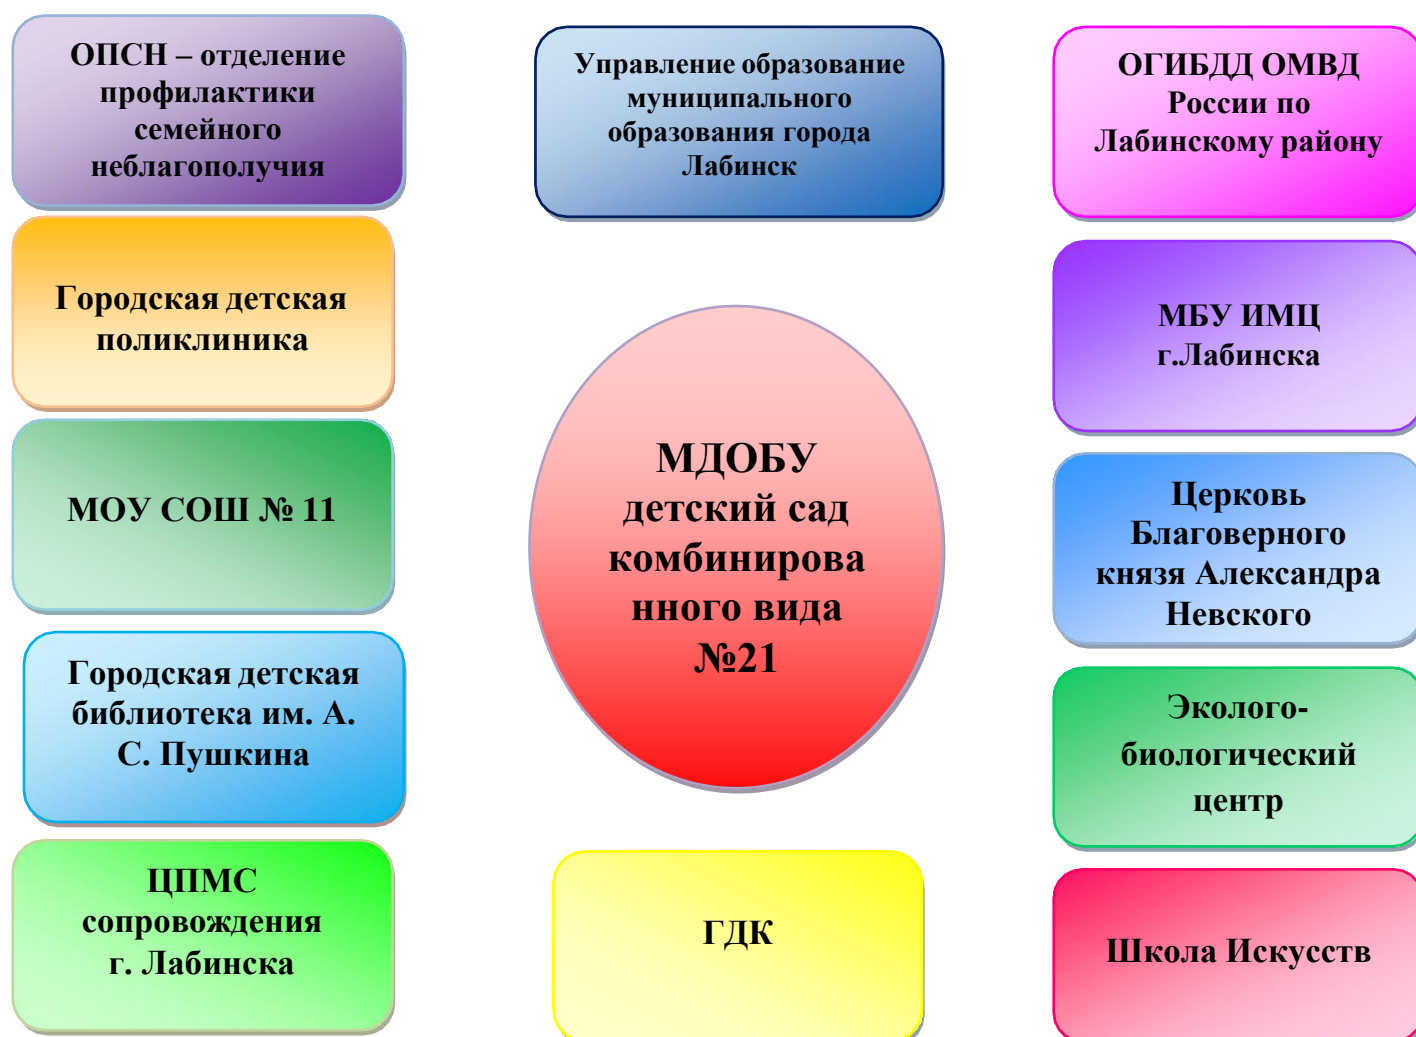 ОПСН – отделение
профилактики
семейного
неблагополучия
Управление образование
муниципального
образования города
Лабинск
ОГИБДД ОМВД
России по
Лабинскому району
Городская детская
поликлиника
МБУ ИМЦ
г.Лабинска
МДОБУ
детский сад
комбинирова
нного вида
№21
МОУ СОШ № 11
Церковь
Благоверного
князя Александра
Невского
Городская детская
библиотека им. А.
С. Пушкина
Эколого-
биологический
центр
ЦПМС
сопровождения
г. Лабинска
ГДК
Школа Искусств